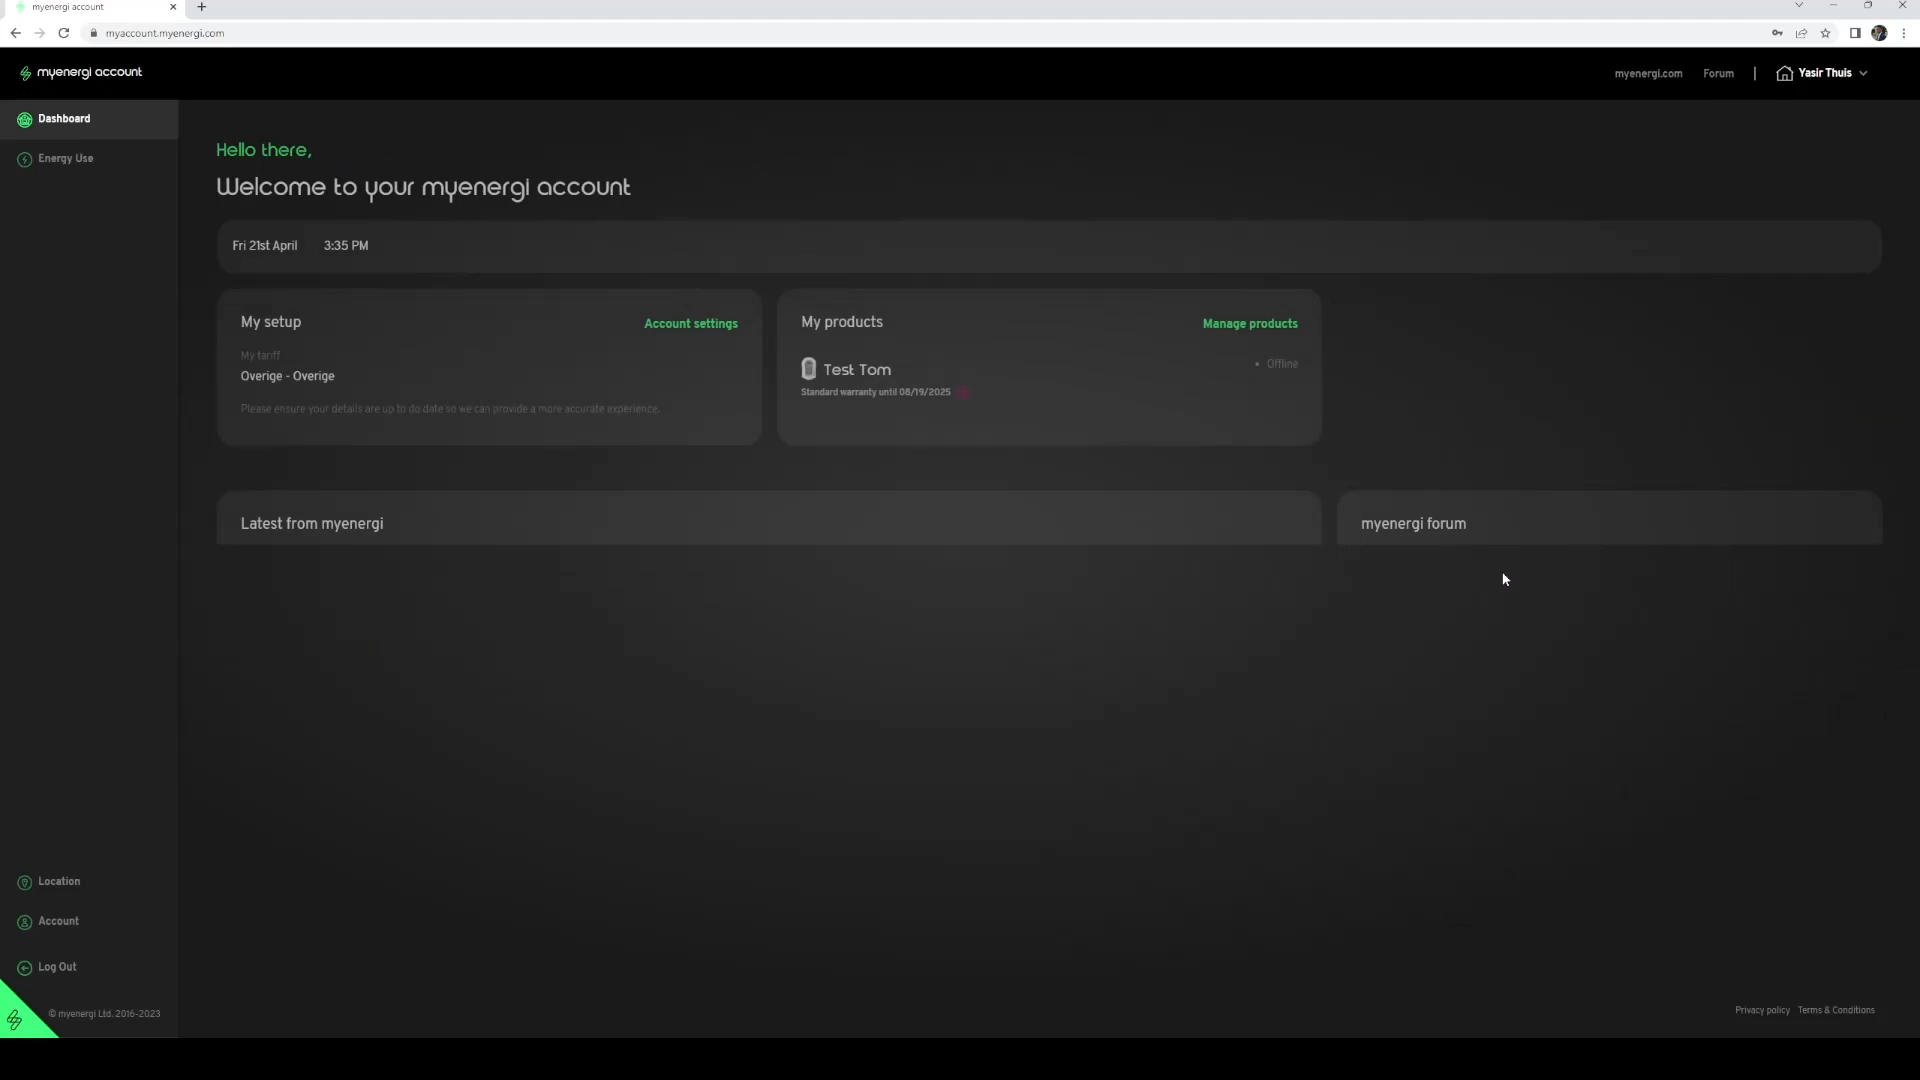 myenergi account
myaccount.myenergi.com
myenergi account
myenergi.com
Forum
Yasir Thuis
Dashboard
Energy Use
Hello there,
Welcome to your myenergi account
Fri 21st April 3:35 PM
My setup
Account settings
My tariff
Overige - Overige
Please ensure your details are up to do date so we can provide a more accurate experience.
My products
Manage products
Test Tom
Offline
Standard warranty until 08/19/2025
Latest from myenergi
myenergi forum
Location
Account
Log Out
© myenergi Ltd. 2016-2023
Privacy policy Terms & Conditions